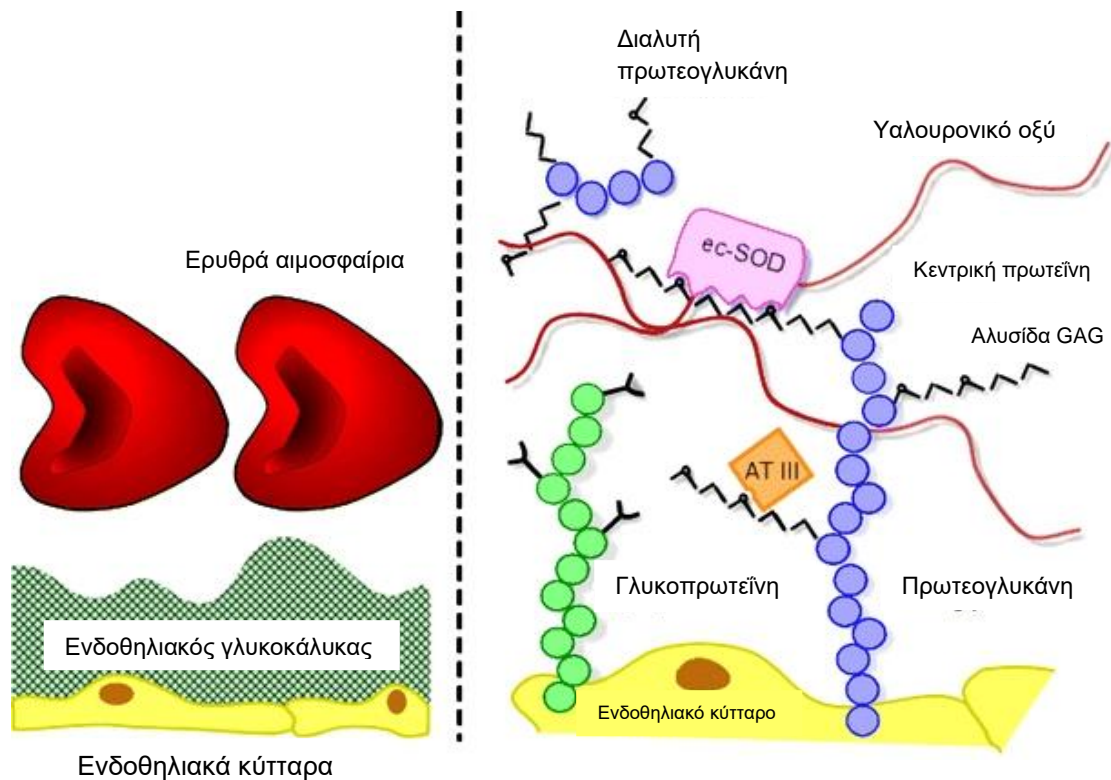 Ερυθρά αιμοσφαίρια
Ενδοθηλιακός γλυκοκάλυκας
Ενδοθηλιακά κύτταρα
Διαλυτή
πρωτεογλυκάνη
Υαλουρονικό οξύ
ec-SOD
Κεντρική πρωτεΐνη
Αλυσίδα GAG
AT III
Γλυκοπρωτεΐνη
Πρωτεογλυκάνη
Ενδοθηλιακό κύτταρο